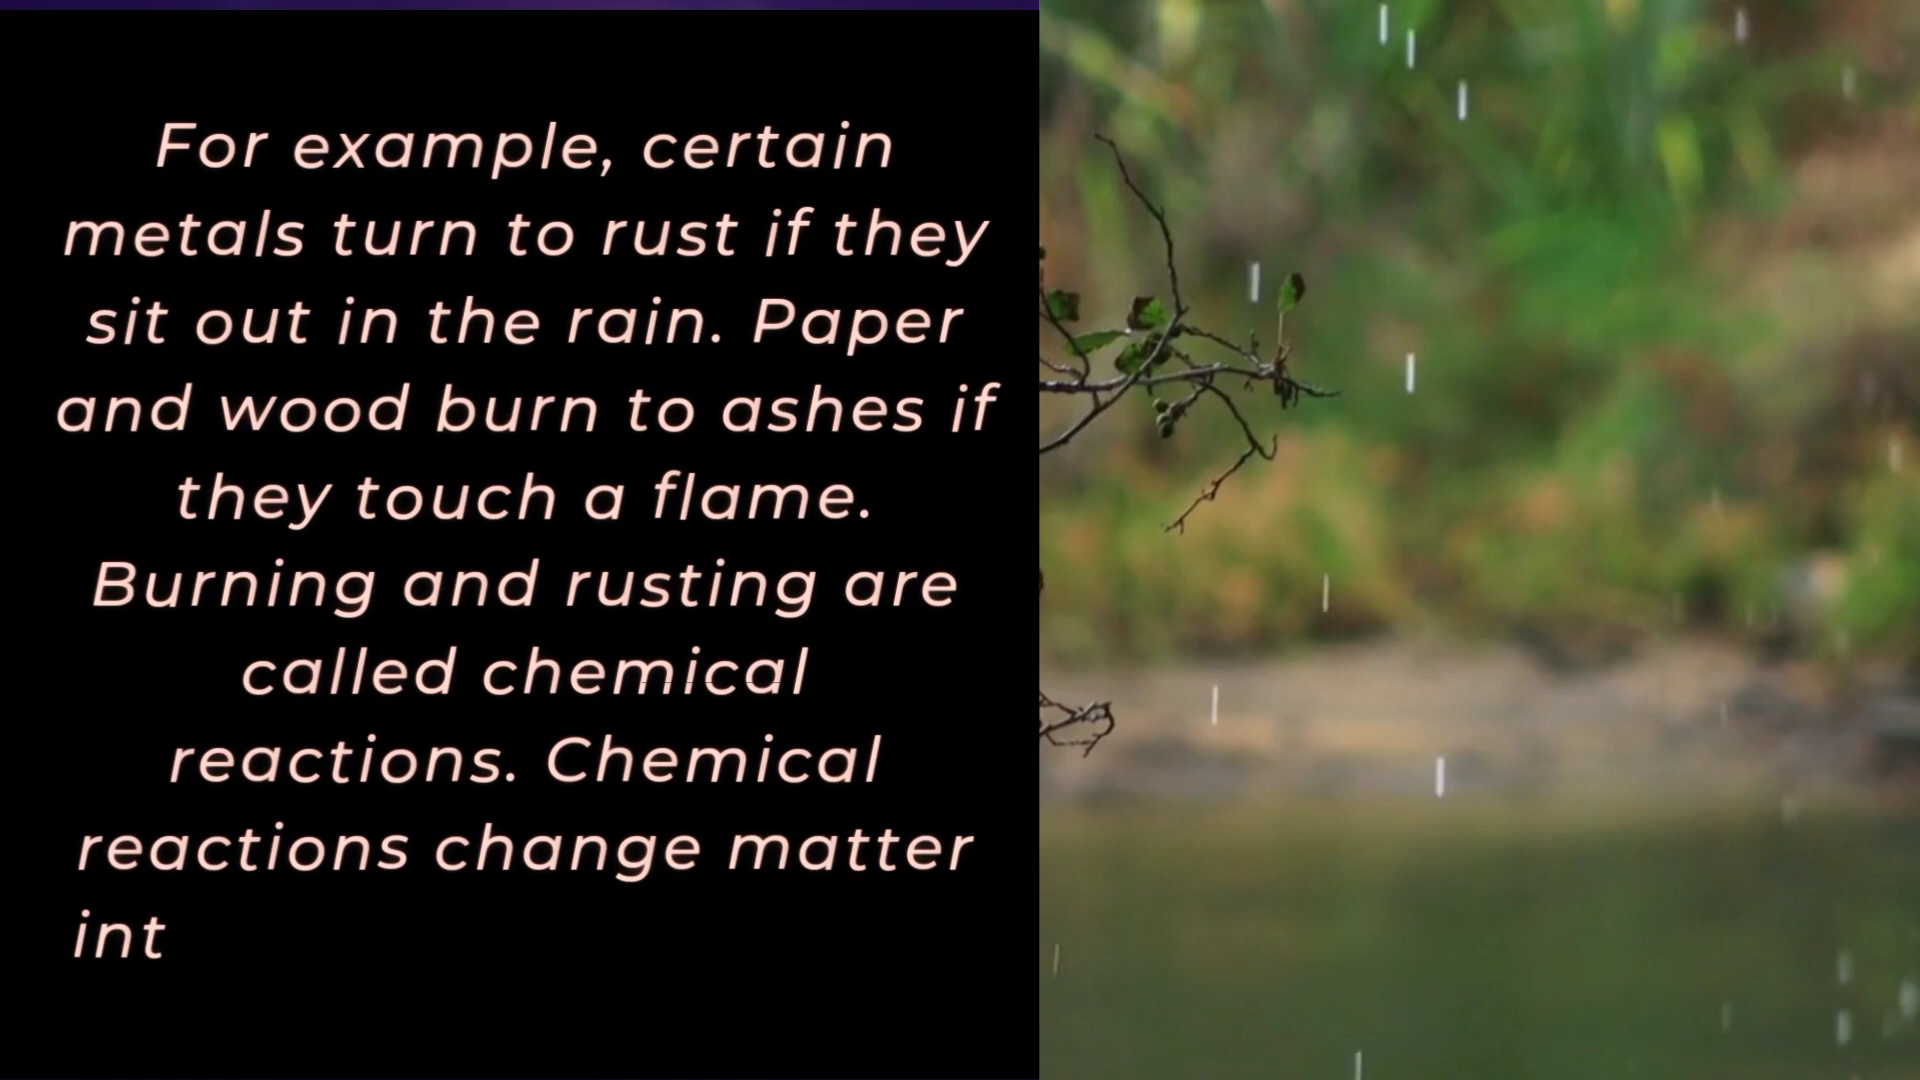 For example, certain
metals turn to rust if they
sit out in the rain. Paper
and wood burn to ashes if
they touch a flame.
Burning and rusting are
called chemical
reactions. Chemical
reactions change matter
int